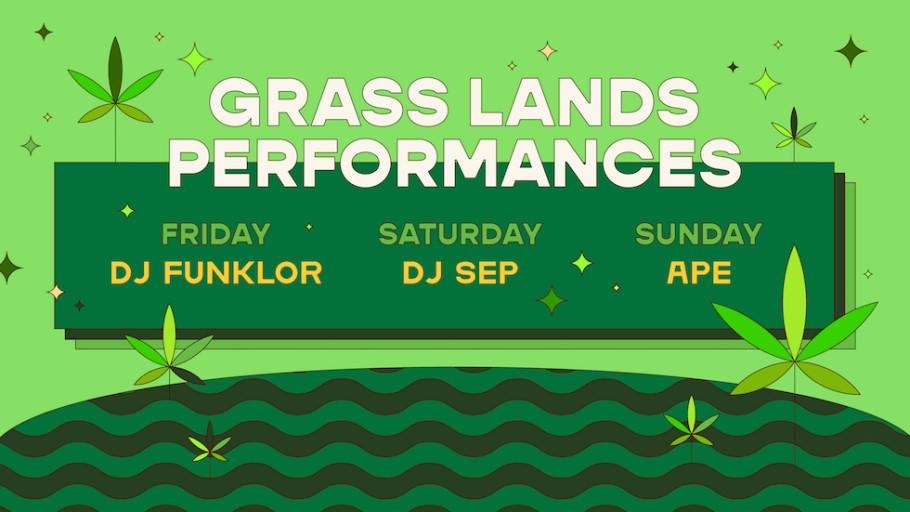 GRASS LANDS
PERFORMANCES
FRIDAY
DJ FUNKLOR
SATURDAY
DJ SEP
SUNDAY
APE